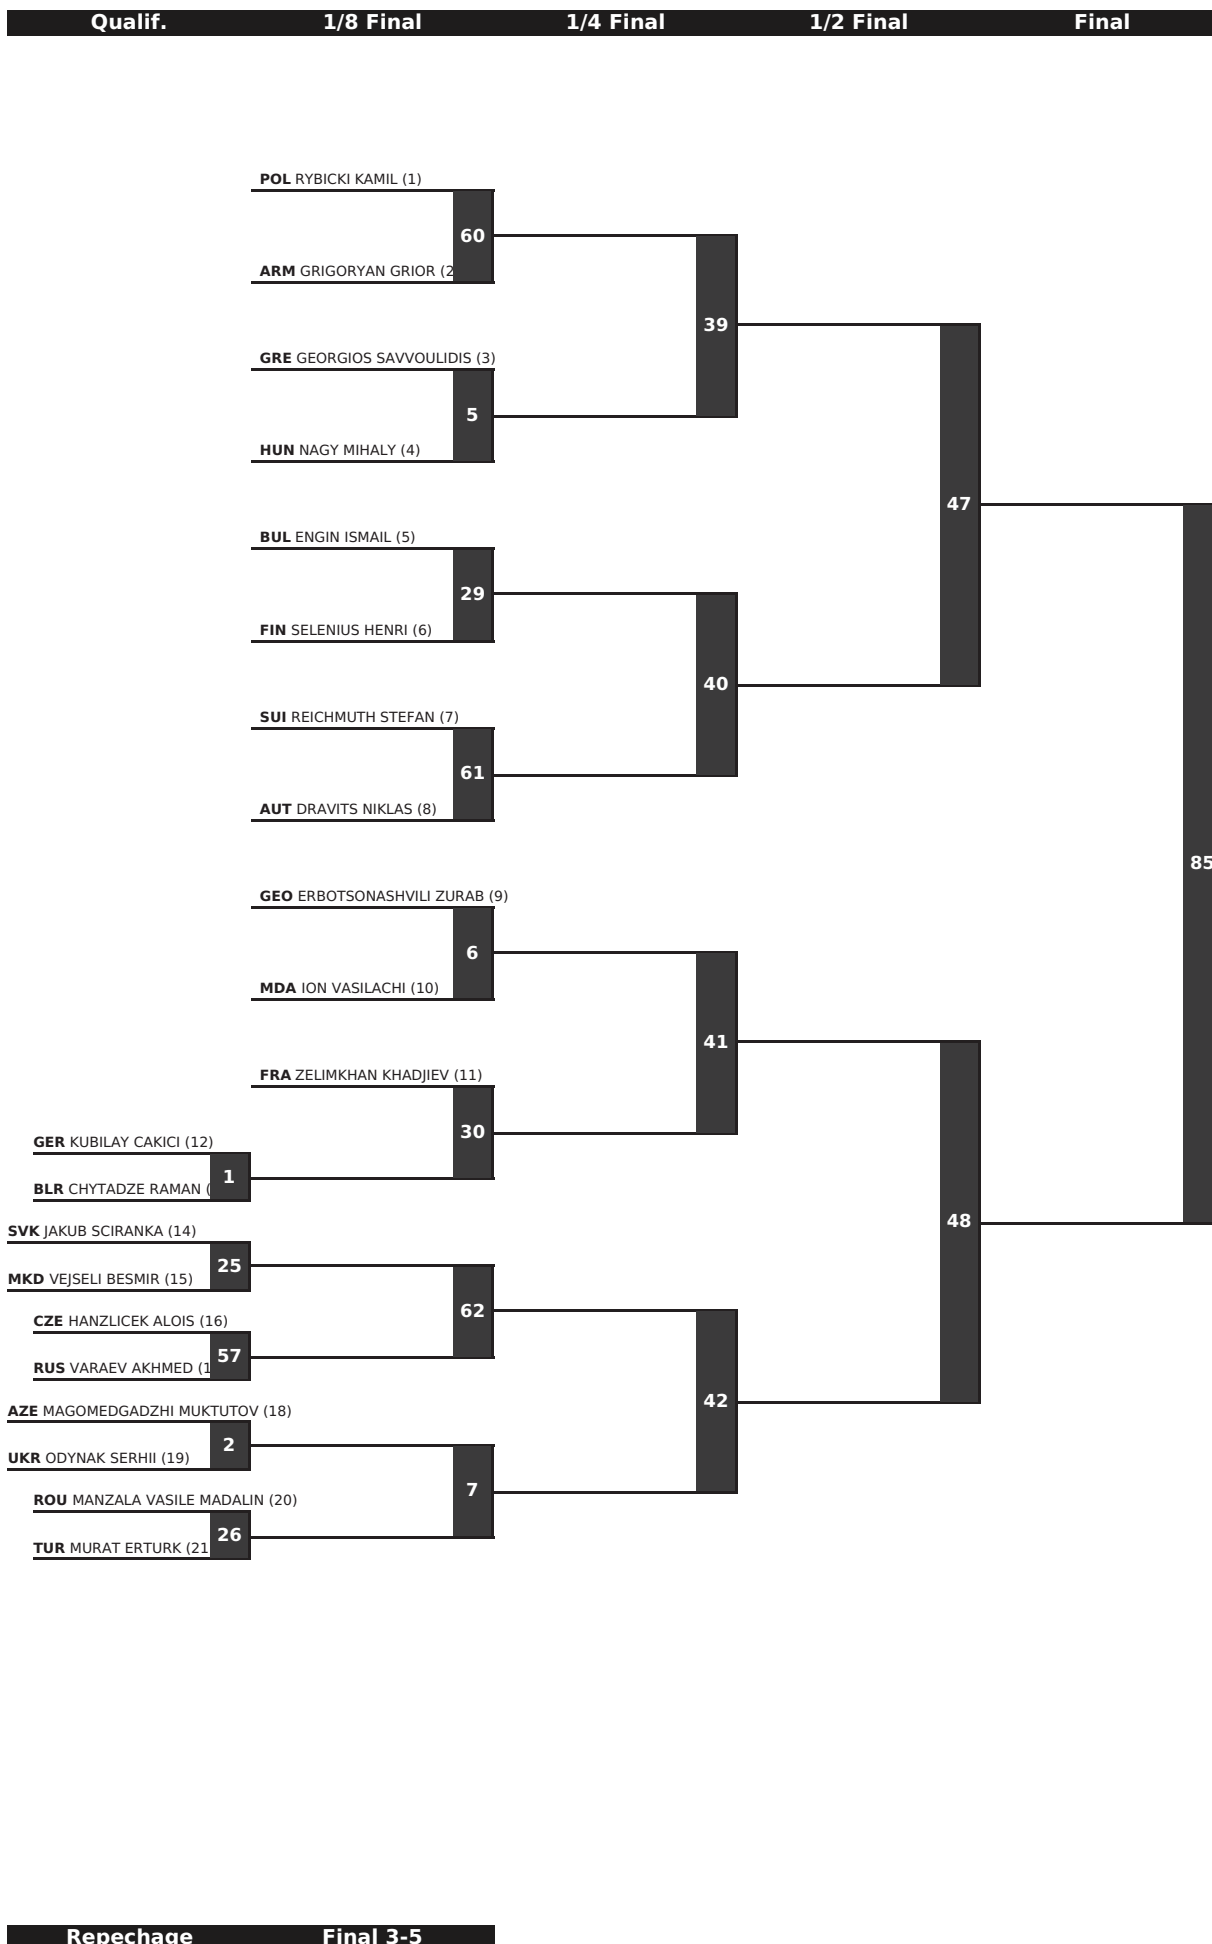 Qualif. 1/8 Final 1/4 Final 1/2 Final Final
POL RYBICKI KAMIL (1)
60
ARM GRIGORYAN GRIOR (2
39
GRE GEORGIOS SAVVOULIDIS (3)
5
HUN NAGY MIHALY (4)
47
BUL ENGIN ISMAIL (5)
29
FIN SELENIUS HENRI (6)
40
SUI REICHMUTH STEFAN (7)
61
AUT DRAVITS NIKLAS (8)
85
GEO ERBOTSONASHVILI ZURAB (9)
6
MDA ION VASILACHI (10)
41
FRA ZELIMKHAN KHADJIEV (11)
30
GER KUBILAY CAKICI (12)
1
BLR CHYTADZE RAMAN (
48
SVK JAKUB SCIRANKA (14)
25
MKD VEJSELI BESMIR (15)
62
CZE HANZLICEK ALOIS (16)
57
RUS VARAEV AKHMED (1
42
AZE MAGOMEDGADZHI MUKTUTOV (18)
2
UKR ODYNAK SERHII (19)
7
ROU MANZALA VASILE MADALIN (20)
26
TUR MURAT ERTURK (21
Repechage Final 3-5